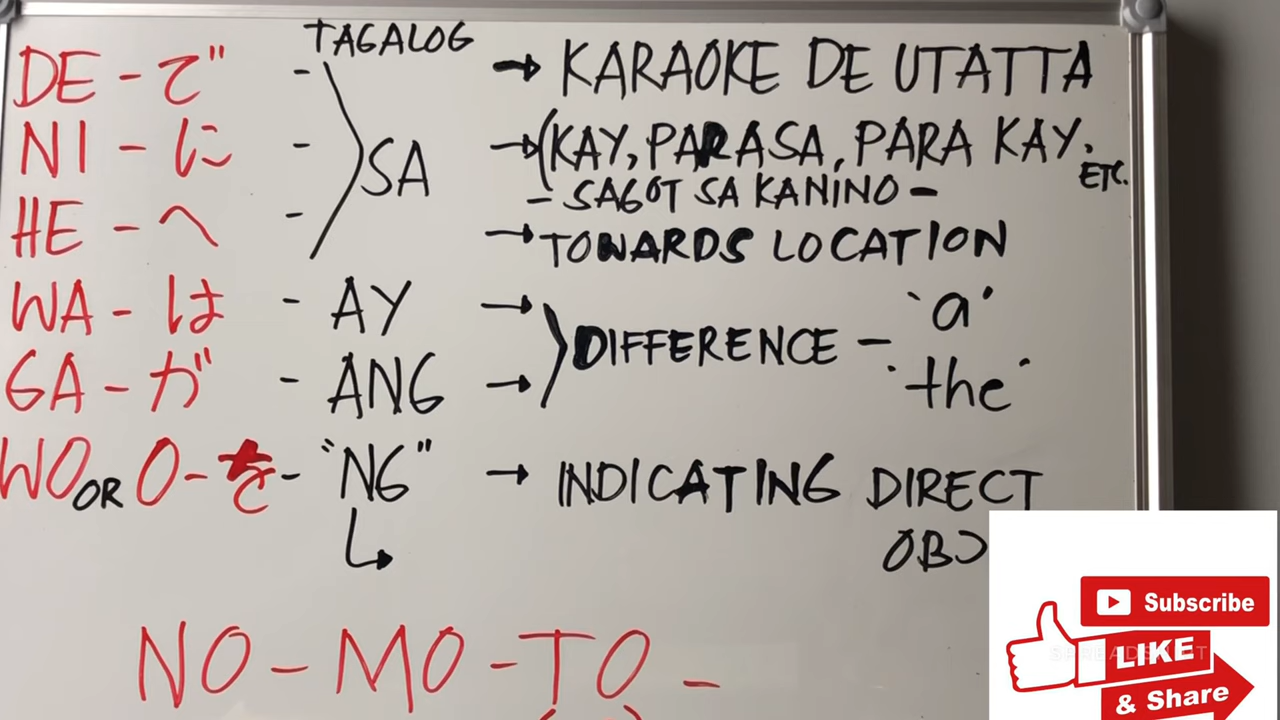 TAGALOG
DE - で - → KARAOKE DE UTATTA
NI - に - SA → (KAY, PARASA, PARA KAY. ETC.
- SAGOT SA KANINO -
HE - へ - → TOWARDS LOCATION
WA - は - AY → 'a'
DIFFERENCE -
GA - が - ANG → 'the'
WO OR O - を - "NG" → INDICATING DIRECT
OBJ
NO - MO - TO -
Subscribe
LIKE
& Share